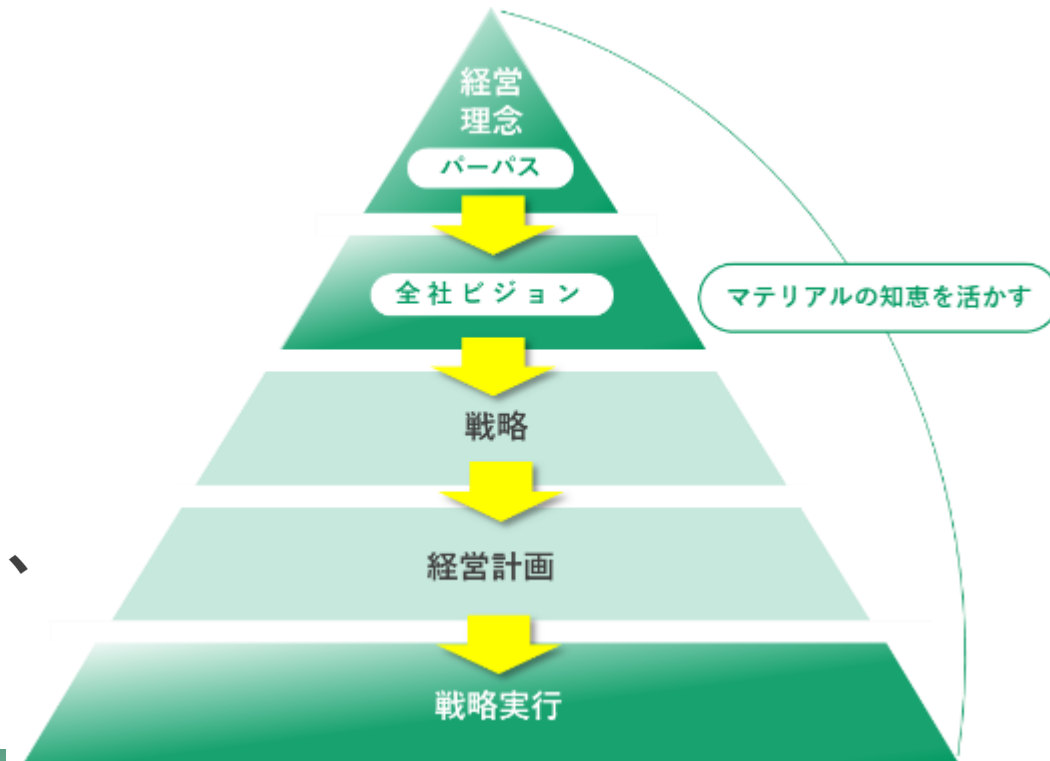 経営
理念
パーパス
全社ビジョン
マテリアルの知恵を活かす
戦略
、
経営計画
戦略実行